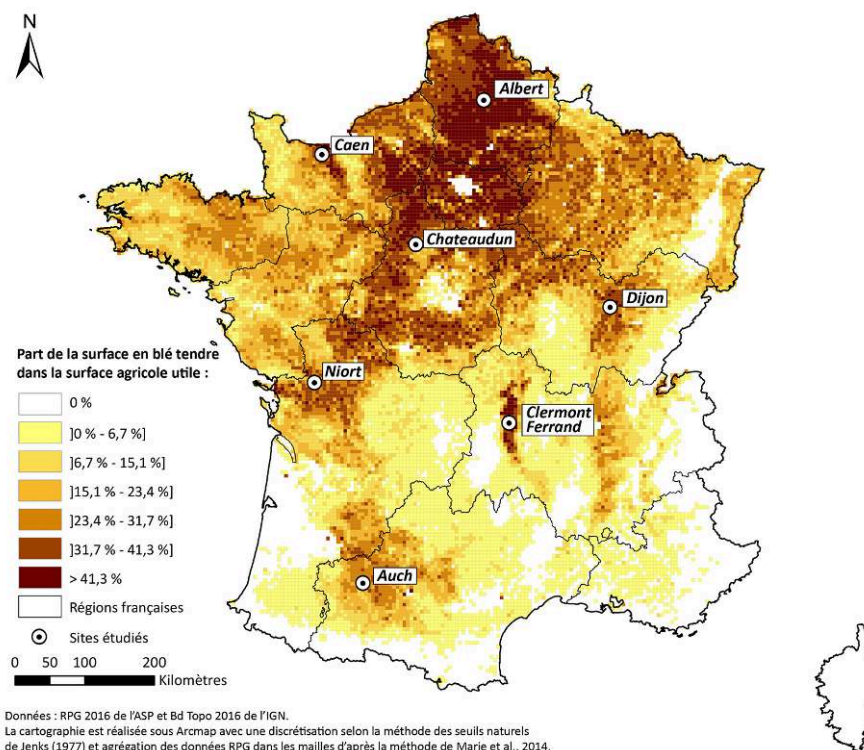 N
Albert
Caen
Chateaudun
Dijon
Part de la surface en blé tendre
dans la surface agricole utile :
Niort
0 %
Clermont
Ferrand
]0 % - 6,7 %]
]6,7 % - 15,1 %]
]15,1 % - 23,4 %]
]23,4 % - 31,7 %]
]31,7 % - 41,3 %]
> 41,3 %
Auch
Régions françaises
Sites étudiés
0 50 100 200
Kilomètres
Données : RPG 2016 de l'ASP et Bd Topo 2016 de l'IGN.
La cartographie est réalisée sous Arcmap avec une discrétisation selon la méthode des seuils naturels
de Jenks (1977) et agrégation des données RPG dans les mailles d'après la méthode de Marie et al., 2014.